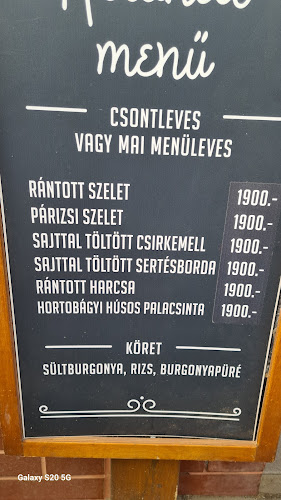 menü
CSONTLEVES
VAGY MAI MENÜLEVES
RÁNTOTT SZELET 1900.-
PÁRIZSI SZELET 1900.-
SAJTTAL TÖLTÖTT CSIRKEMELL 1900.-
SAJTTAL TÖLTÖTT SERTÉSBORDA 1900.-
RÁNTOTT HARCSA 1900.-
HORTOBÁGYI HÚSOS PALACSINTA 1900.-
KÖRET
SÜLTBURGONYA, RIZS, BURGONYAPÜRÉ
Galaxy S20 5G